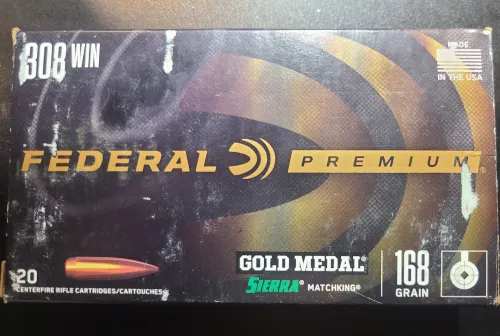 308 WIN
MADE
IN THE USA
FEDERAL PREMIUM®
20
CENTERFIRE RIFLE CARTRIDGES/CARTOUCHES
GOLD MEDAL®
SIERRA® MATCHKING®
168
GRAIN